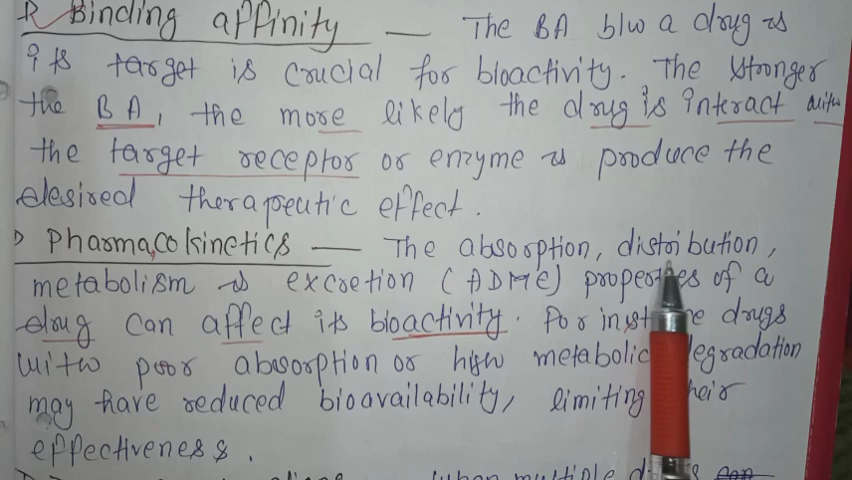 Binding affinity — The BA b/w a drug &
its target is crucial for bioactivity. The stronger
the BA, the more likely the drug is interact with
the target receptor or enzyme & produce the
desired therapeutic effect.
Pharmacokinetics — The absorption, distribution,
metabolism & excretion (ADME) properties of a
drug can affect its bioactivity. For inst e drugs
with poor absorption or high metabolic degradation
may have reduced bioavailability, limiting their
effectiveness.
when multiple